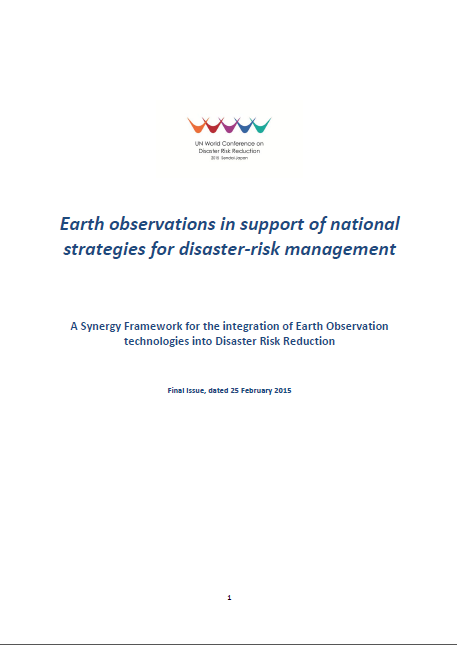 UN World Conference on
Disaster Risk Reduction
2015 Sendai Japan
Earth observations in support of national
strategies for disaster-risk management
A Synergy Framework for the integration of Earth Observation
technologies into Disaster Risk Reduction
Final Issue, dated 25 February 2015
1